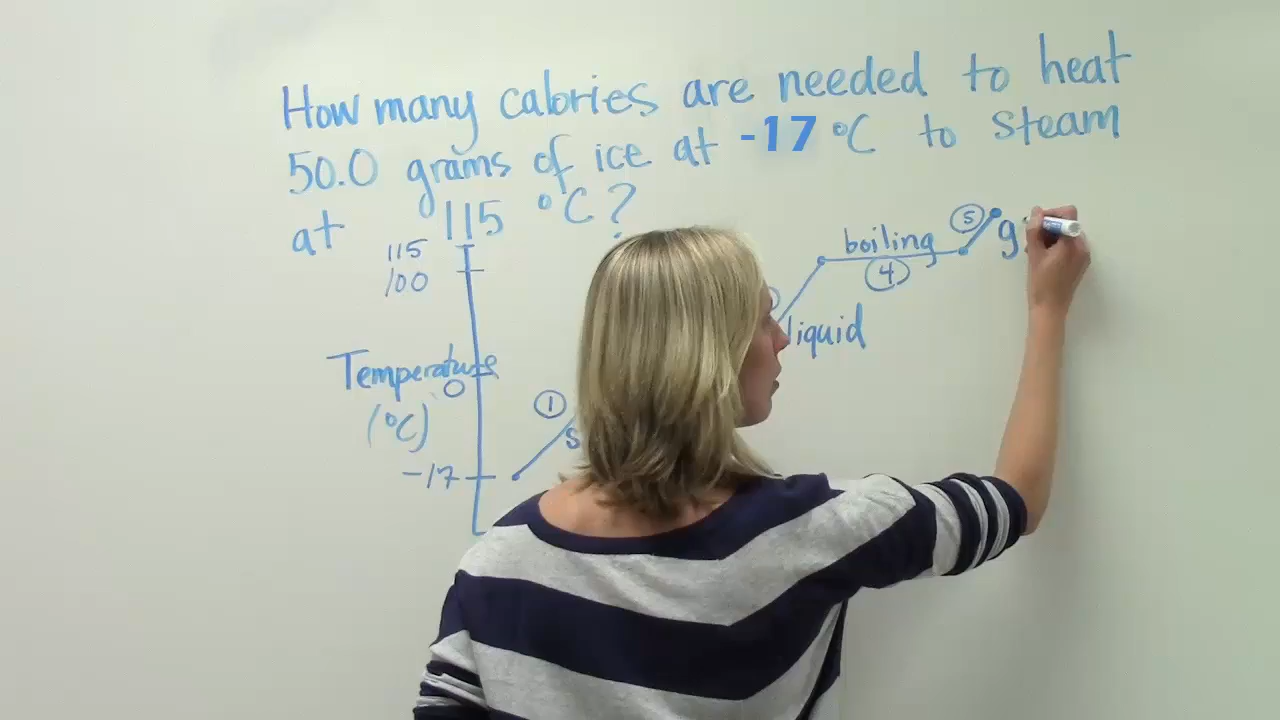 How many calories are needed to heat
50.0 grams of ice at -17 °C to steam
at 115 °C?
115
100
Temperature
0
(°C)
-17
1
s
liquid
boiling
4
5
g